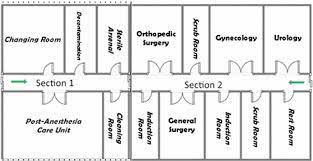 Changing Room
Decontamination
Sterile
Arsenal
Orthopedic
surgery
Scrub Room
Gynecology
Urology
Section 1
Section 2
Post-Anesthesia
Care Unit
Cleaning
Room
Induction
Room
General
Surgery
Induction
Room
Scrub Room
Rest Room